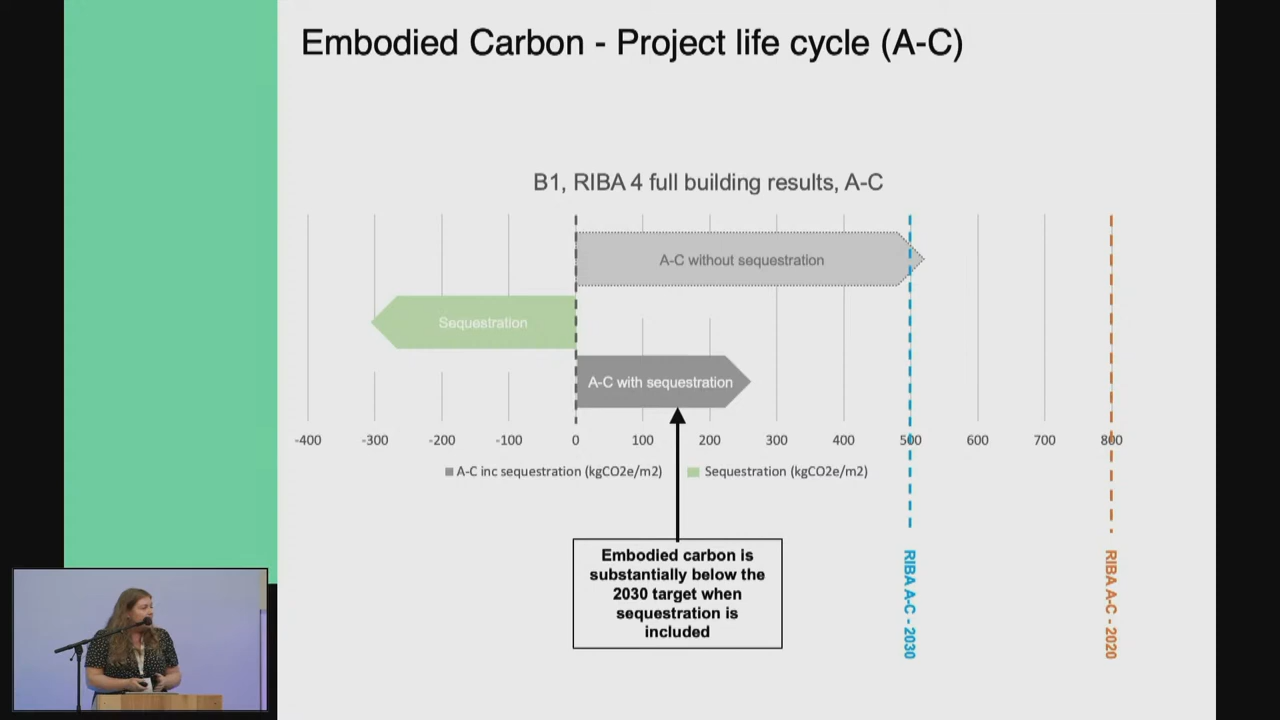 Embodied Carbon - Project life cycle (A-C)
B1, RIBA 4 full building results, A-C
A-C without sequestration
Sequestration
A-C with sequestration
-400 -300 -200 -100 0 100 200 300 400 500 600 700 800
A-C inc sequestration (kgCO2e/m2) Sequestration (kgCO2e/m2)
Embodied carbon is
substantially below the
2030 target when
sequestration is
included
RIBA A-C - 2030
RIBA A-C - 2020